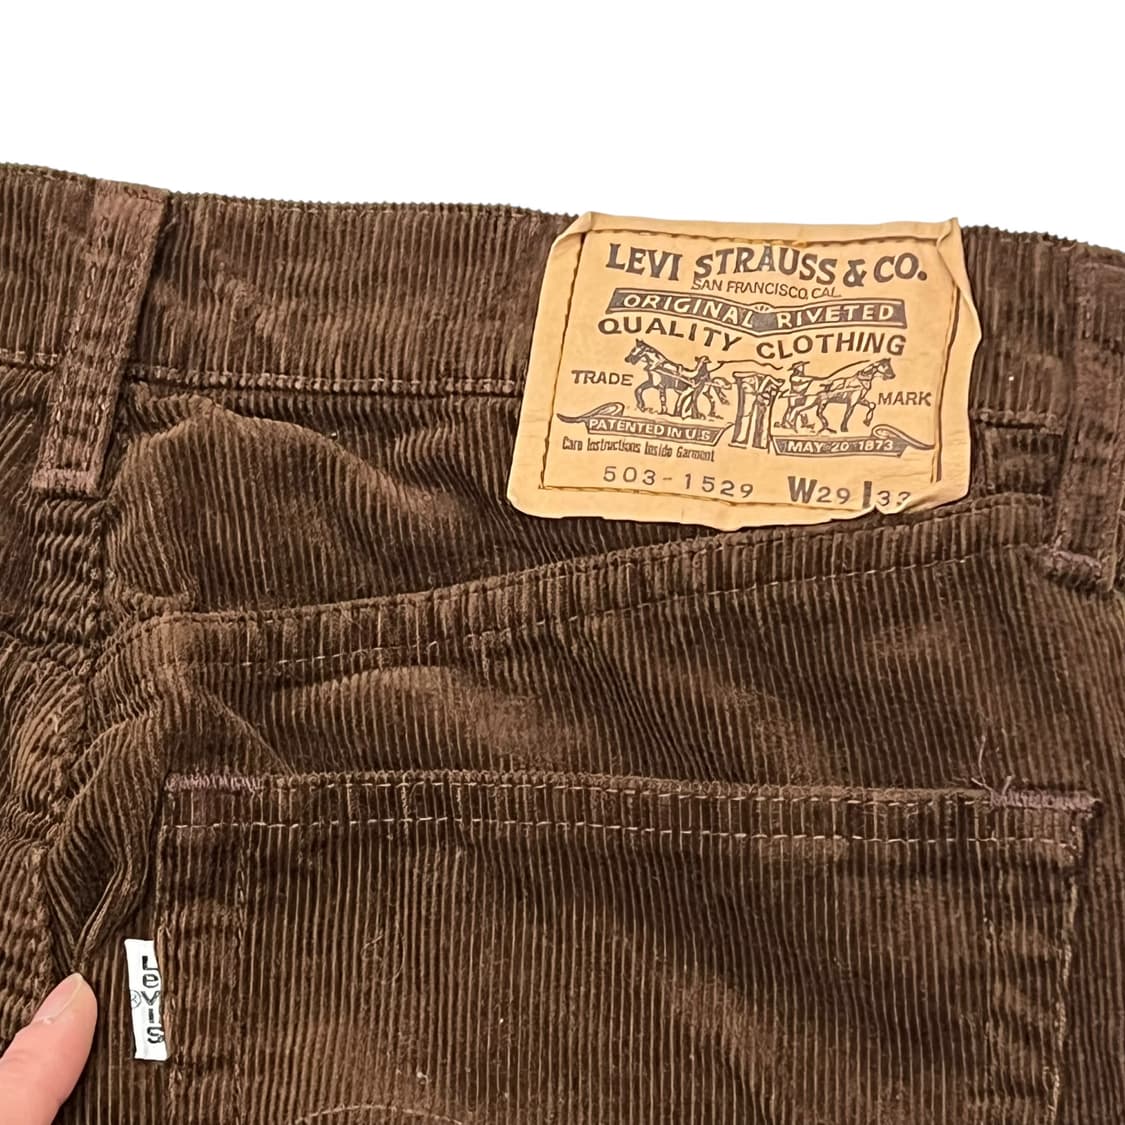 LEVI STRAUSS & CO.
SAN FRANCISCO, CAL
ORIGINAL RIVETED
QUALITY CLOTHING
TRADE MARK
PATENTED IN U.S
MAY 20 1873
Care Instructions Inside Garment
503-1529 W29 L33
Levi's
®